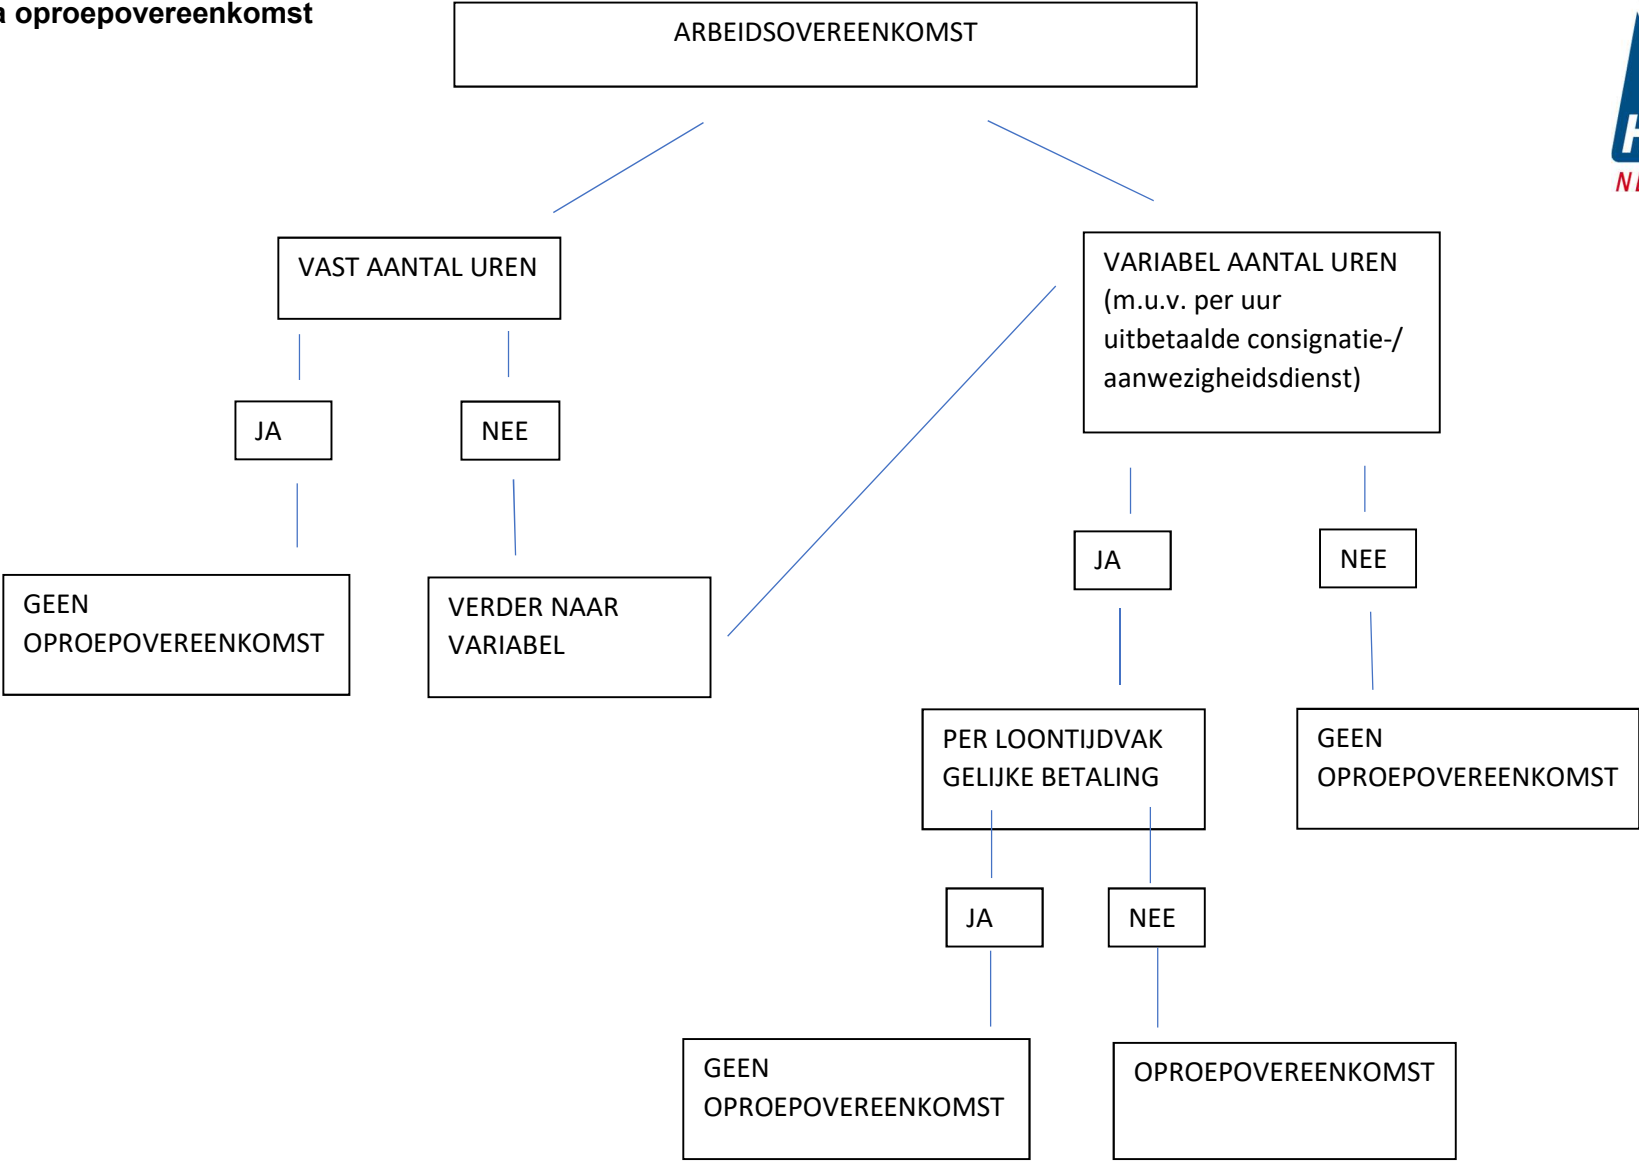 oproepovereenkomst
ARBEIDSOVEREENKOMST
VAST AANTAL UREN
VARIABEL AANTAL UREN
(m.u.v. per uur
uitbetaalde consignatie-/
aanwezigheidsdienst)
JA
NEE
GEEN
OPROEPOVEREENKOMST
VERDER NAAR
VARIABEL
JA
NEE
PER LOONTIJDVAK
GELIJKE BETALING
GEEN
OPROEPOVEREENKOMST
JA
NEE
GEEN
OPROEPOVEREENKOMST
OPROEPOVEREENKOMST